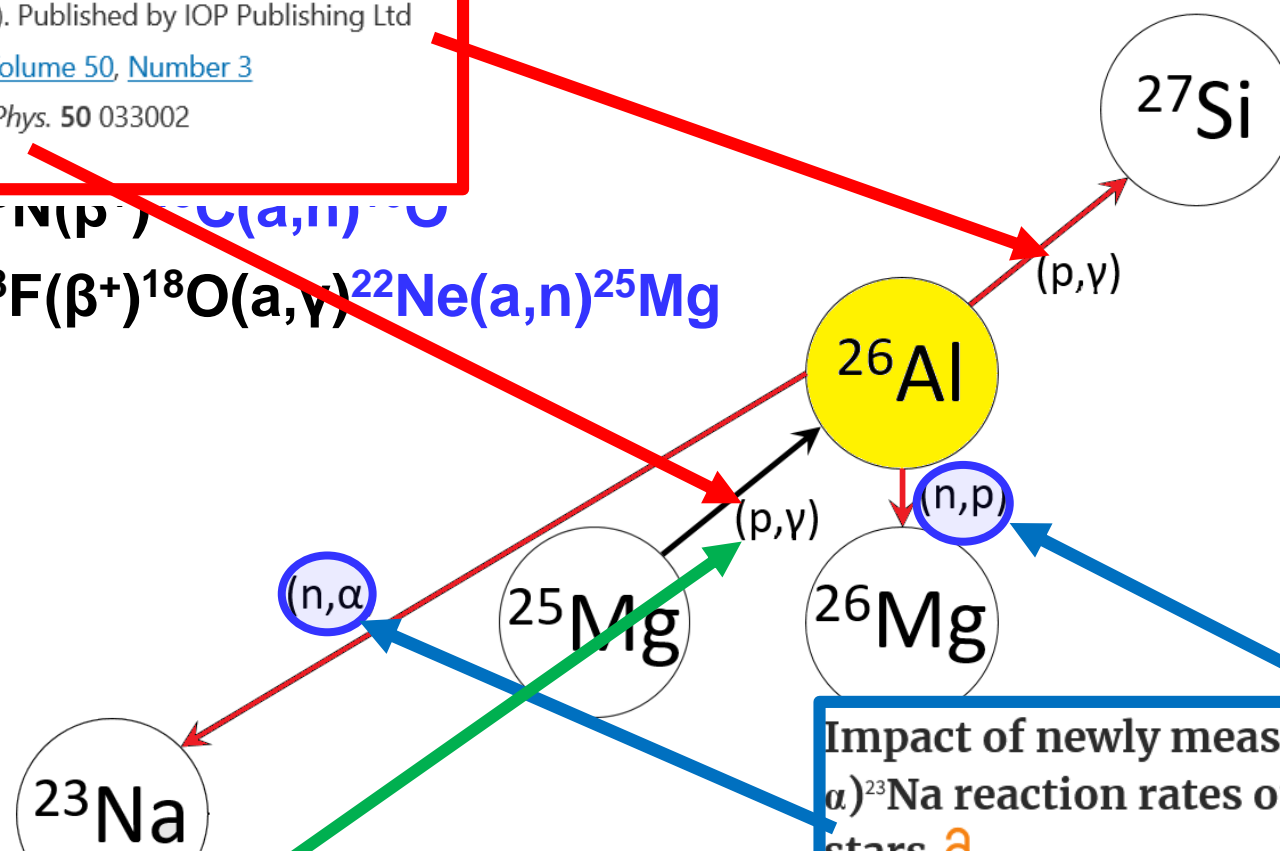 ). Published by IOP Publishing Ltd
olume 50, Number 3
Phys. 50 033002
N(β⁺) C(a,n) O
F(β⁺)¹⁸O(a,γ)²²Ne(a,n)²⁵Mg
²⁷Si
(p,γ)
²⁶Al
(n,p)
(p,γ)
(n,α
²⁵Mg
²⁶Mg
²³Na
Impact of newly meas
α)²³Na reaction rates o
stars